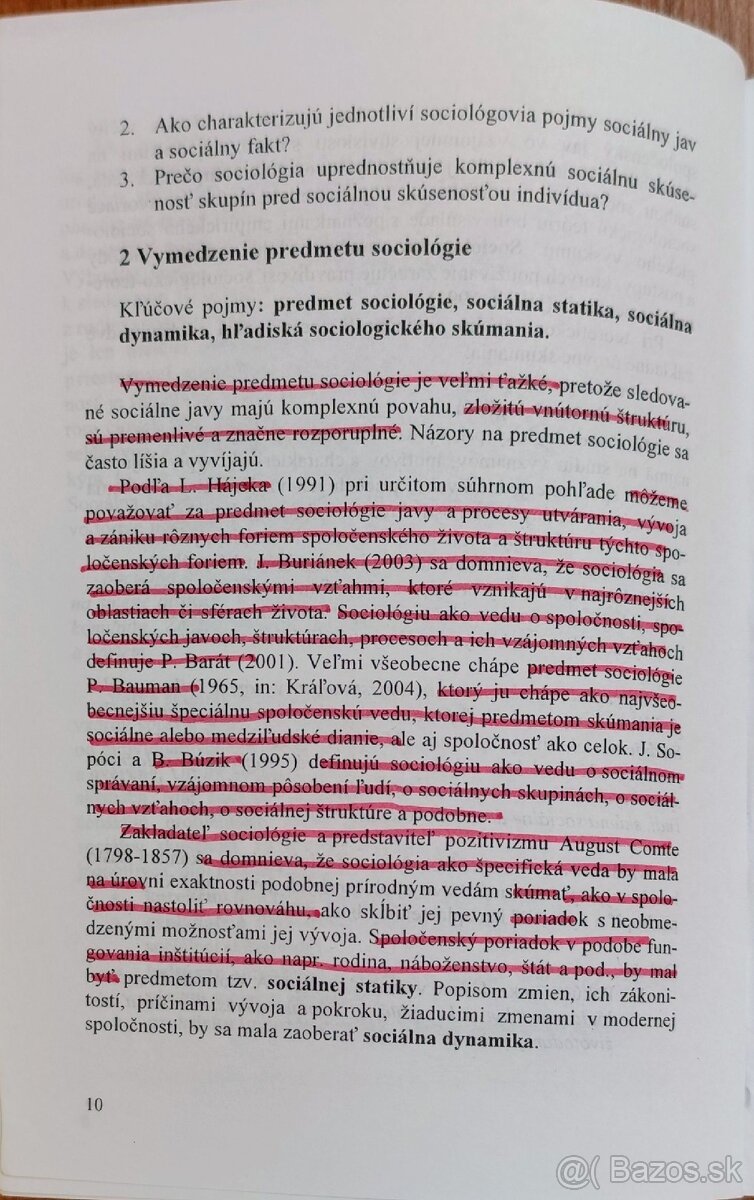 2. Ako charakterizujú jednotliví sociológovia pojmy sociálny jav
a sociálny fakt?
3. Prečo sociológia uprednostňuje komplexnú sociálnu skúse-
nosť skupín pred sociálnou skúsenosťou indivídua?
2 Vymedzenie predmetu sociológie
Kľúčové pojmy: predmet sociológie, sociálna statika, sociálna
dynamika, hľadiská sociologického skúmania.
Vymedzenie predmetu sociológie je veľmi ťažké, pretože sledova-
né sociálne javy majú komplexnú povahu, zložitú vnútornú štruktúru,
sú premenlivé a značne rozporuplné. Názory na predmet sociológie sa
často líšia a vyvíjajú.
Podľa L. Hájeka (1991) pri určitom súhrnom pohľade môžeme
považovať za predmet sociológie javy a procesy utvárania, vývoja
a zániku rôznych foriem spoločenského života a štruktúru týchto spo-
ločenských foriem. J. Buriánek (2003) sa domnieva, že sociológia sa
zaoberá spoločenskými vzťahmi, ktoré vznikajú v najrôznejších
oblastiach či sférach života. Sociológiu ako vedu o spoločnosti, spo-
ločenských javoch, štruktúrach, procesoch a ich vzájomných vzťahoch
definuje P. Barát (2001). Veľmi všeobecne chápe predmet sociológie
P. Bauman (1965, in: Kráľová, 2004), ktorý ju chápe ako najvšeo-
becnejšiu špeciálnu spoločenskú vedu, ktorej predmetom skúmania je
sociálne alebo medziľudské dianie, ale aj spoločnosť ako celok. J. So-
póci a B. Búzik (1995) definujú sociológiu ako vedu o sociálnom
správaní, vzájomnom pôsobení ľudí, o sociálnych skupinách, o sociál-
nych vzťahoch, o sociálnej štruktúre a podobne.
Zakladateľ sociológie a predstaviteľ pozitivizmu August Comte
(1798-1857) sa domnieva, že sociológia ako špecifická veda by mala
na úrovni exaktnosti podobnej prírodným vedám skúmať, ako v spolo-
čnosti nastoliť rovnováhu, ako skĺbiť jej pevný poriadok s neobme-
dzenými možnosťami jej vývoja. Spoločenský poriadok v podobe fun-
govania inštitúcií, ako napr. rodina, náboženstvo, štát a pod., by mal
byť predmetom tzv. sociálnej statiky. Popisom zmien, ich zákoni-
tostí, príčinami vývoja a pokroku, žiaducimi zmenami v modernej
spoločnosti, by sa mala zaoberať sociálna dynamika.
10
@( Bazos.sk